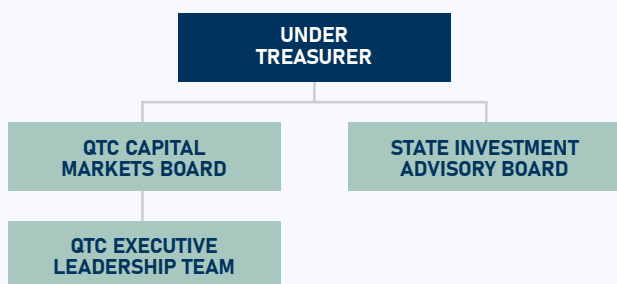 UNDER
TREASURER
QTC CAPITAL
MARKETS BOARD
STATE INVESTMENT
ADVISORY BOARD
QTC EXECUTIVE
LEADERSHIP TEAM